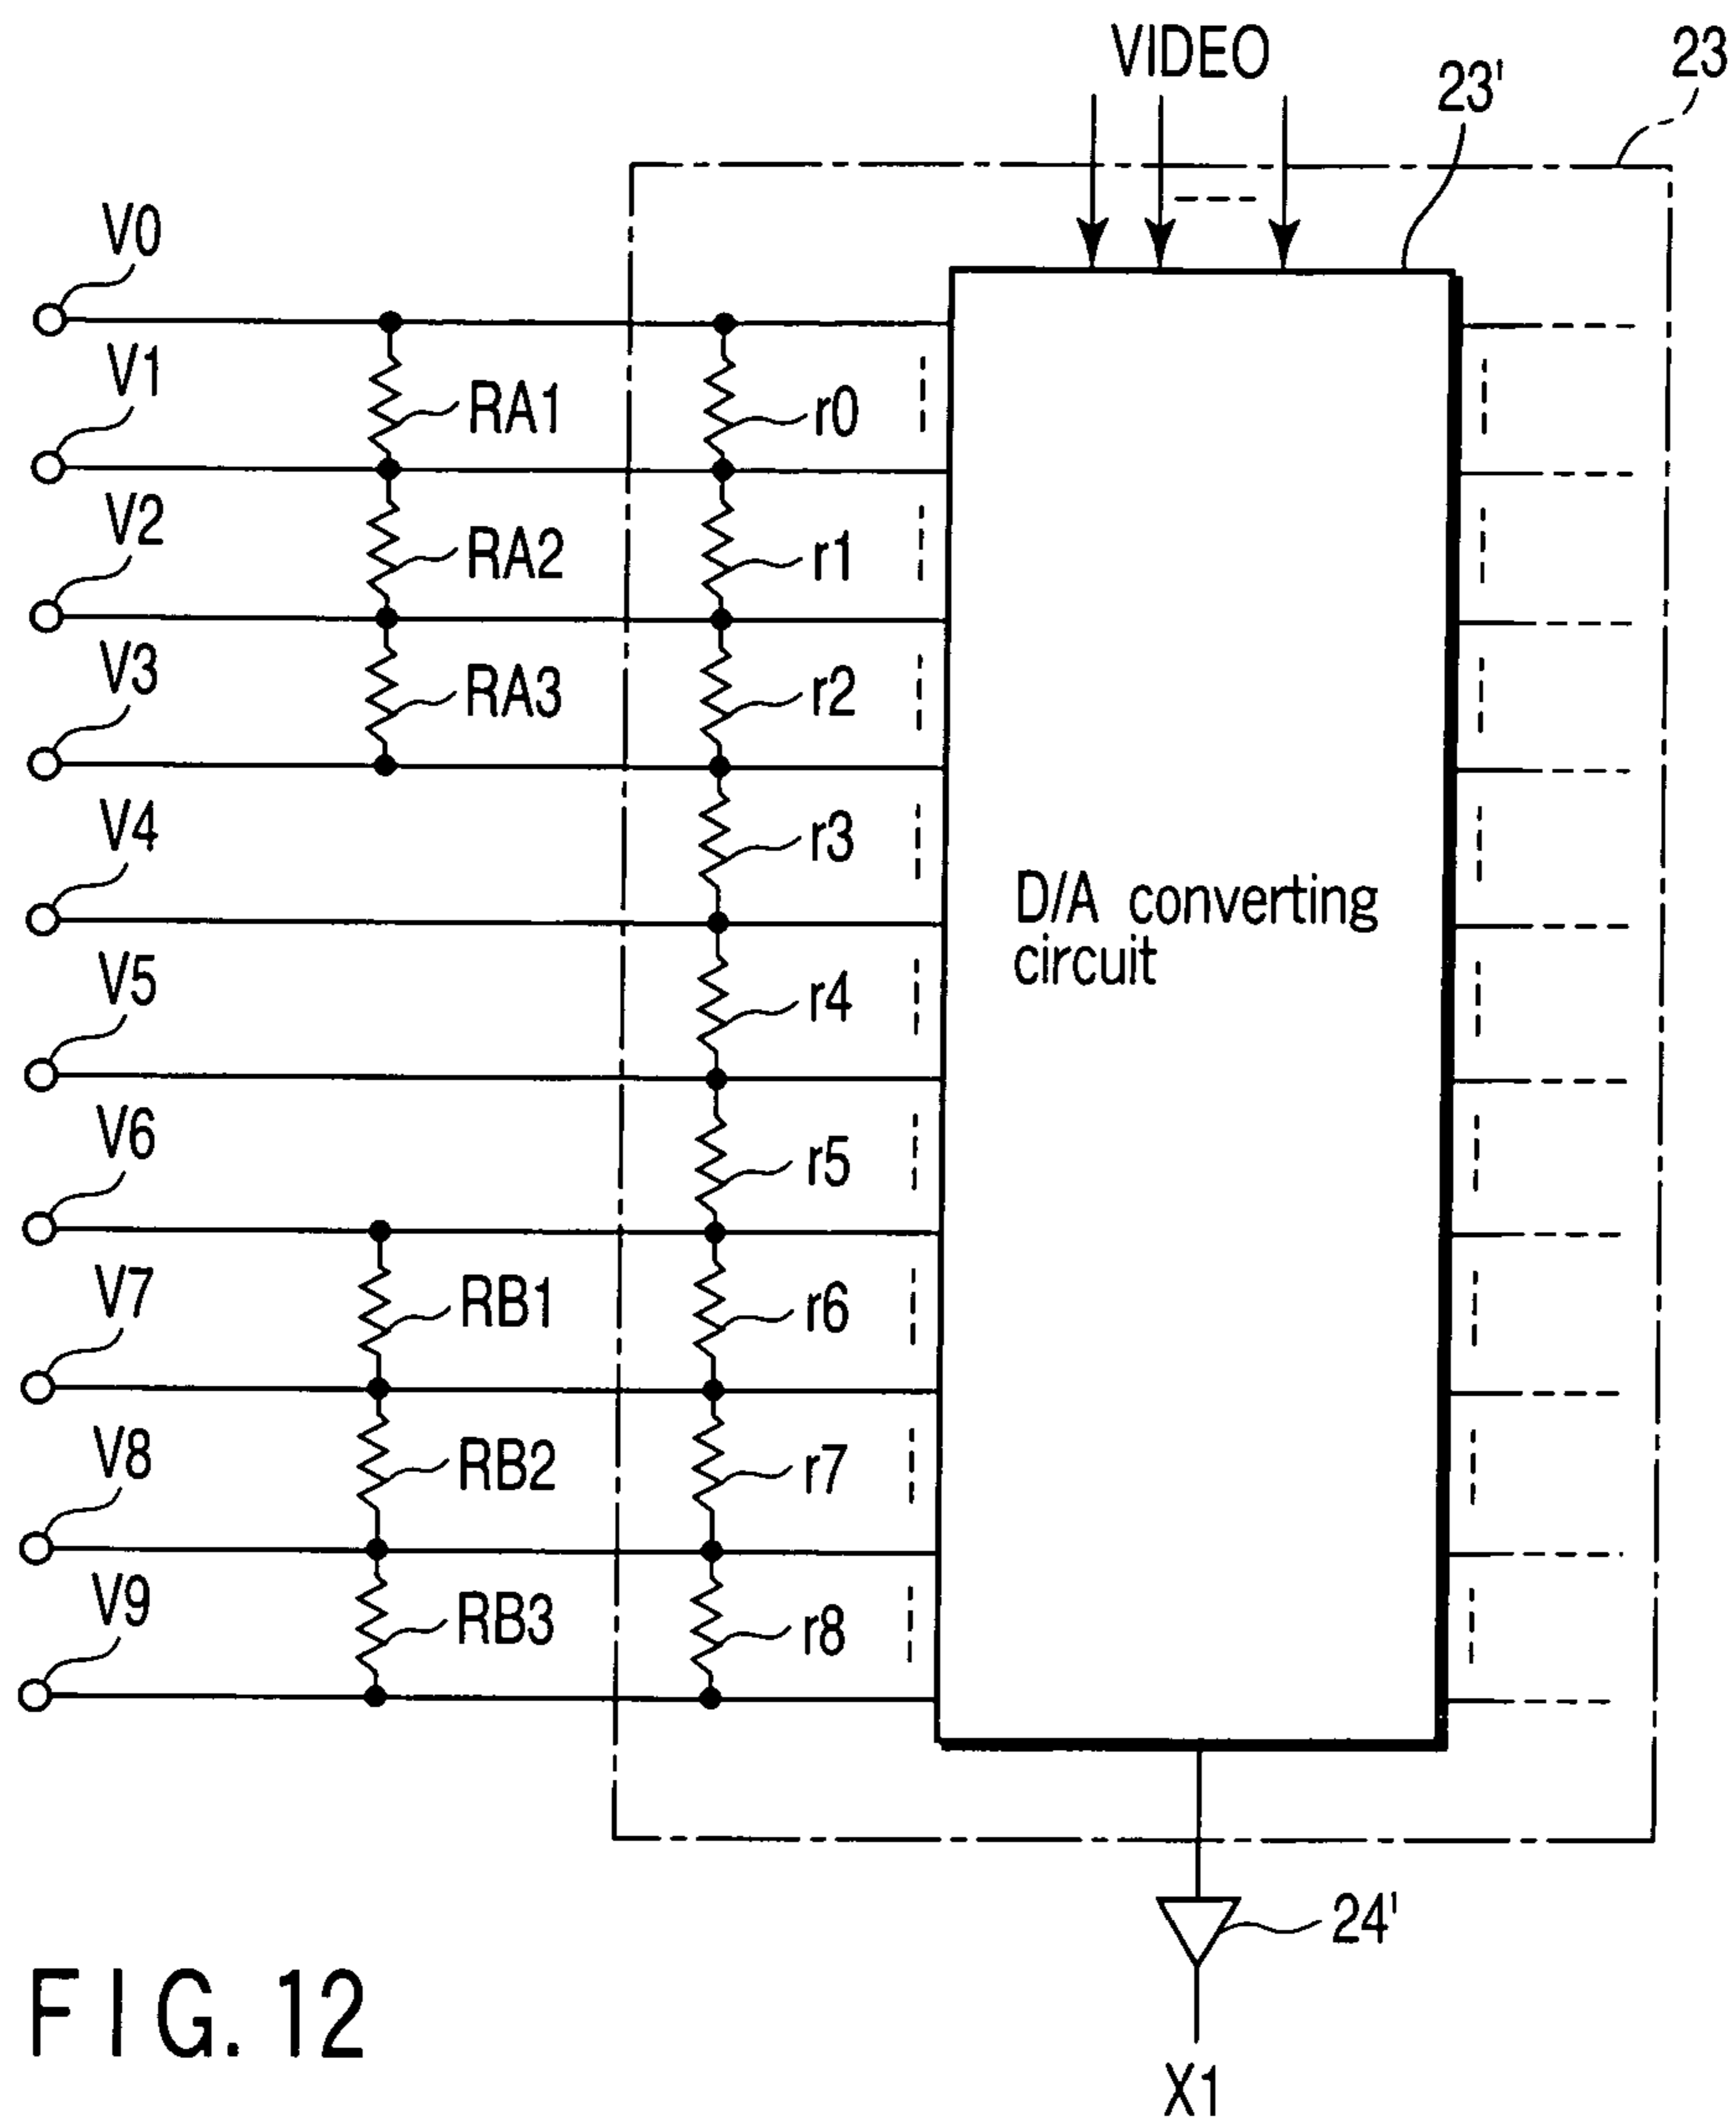 VIDEO
23
23'
V0
V1
RA1
r0
V2
RA2
r1
V3
RA3
r2
V4
r3
D/A converting
circuit
V5
r4
V6
r5
V7
RB1
r6
V8
RB2
r7
V9
RB3
r8
24'
FIG. 12
X1